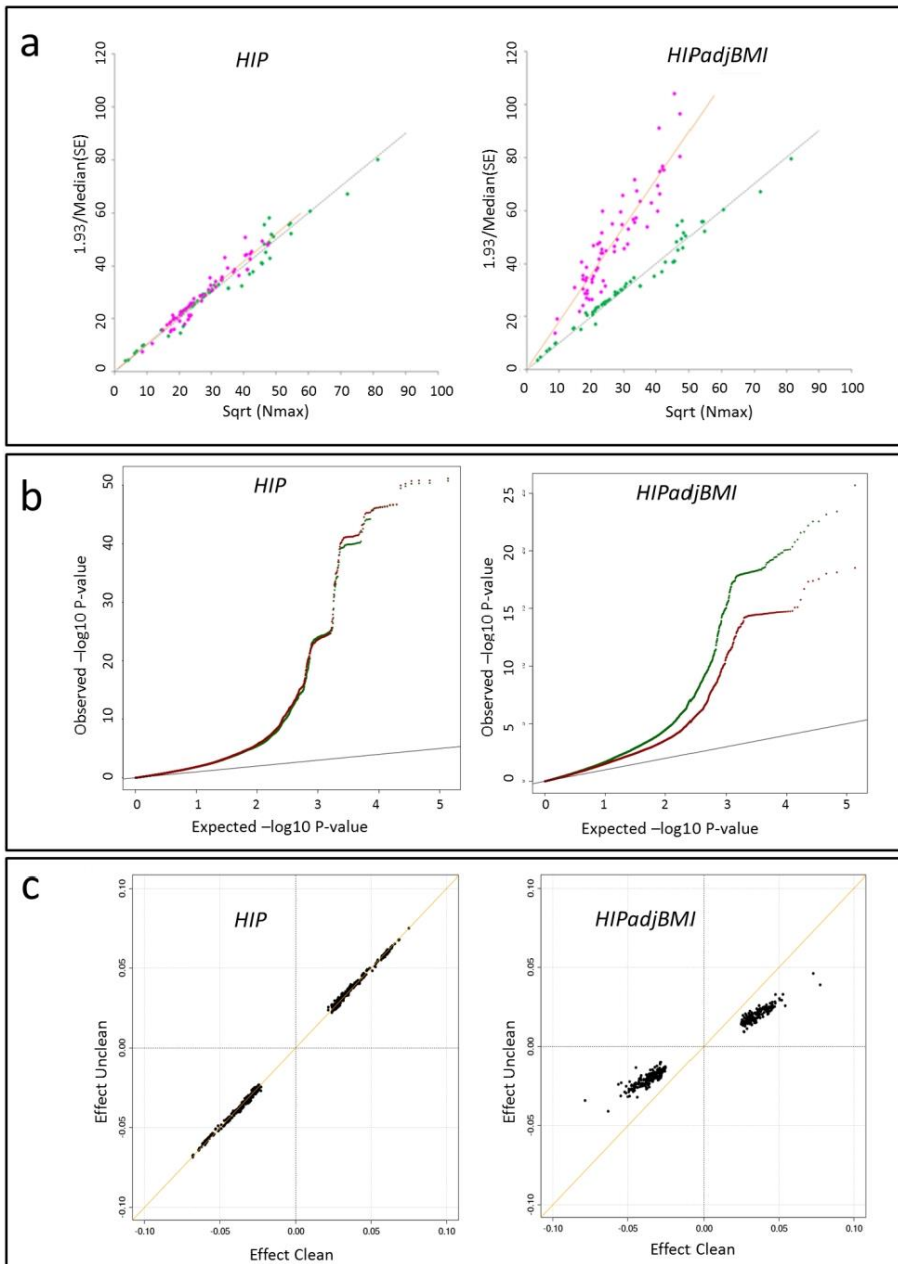 a
HIP
HIPadjBMI
1.93/Median(SE)
120
100
80
60
40
20
0
0 10 20 30 40 50 60 70 80 90 100
Sqrt (Nmax)
1.93/Median(SE)
120
100
80
60
40
20
0
0 10 20 30 40 50 60 70 80 90 100
Sqrt (Nmax)
b
HIP
HIPadjBMI
Observed –log10 P-value
50
40
30
20
10
0
0 1 2 3 4 5
Expected –log10 P-value
Observed –log10 P-value
25
20
15
10
5
0
0 1 2 3 4 5
Expected –log10 P-value
c
HIP
HIPadjBMI
Effect Unclean
0.10
0.05
0.00
-0.05
-0.10
-0.10 -0.05 0.00 0.05 0.10
Effect Clean
Effect Unclean
0.10
0.05
0.00
-0.05
-0.10
-0.10 -0.05 0.00 0.05 0.10
Effect Clean